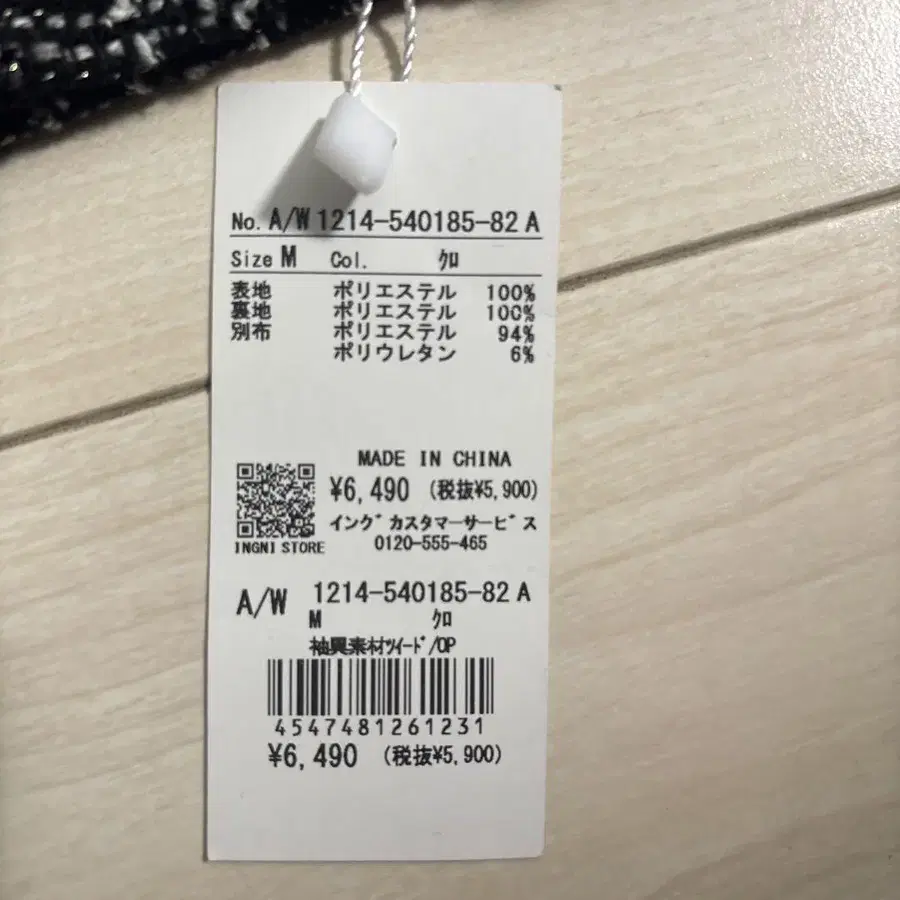 No. A/W 1214-540185-82 A
Size M Col. ｸﾛ
表地 ポリエステル 100%
裏地 ポリエステル 100%
別布 ポリエステル 94%
ポリウレタン 6%
MADE IN CHINA
¥6,490 (税抜¥5,900)
イングﾞカスタマーサービﾞス
INGNI STORE 0120-555-465
A/W 1214-540185-82 A
M ｸﾛ
袖異素材ﾂｲｰﾄﾞ/OP
4547481261231
¥6,490 (税抜¥5,900)